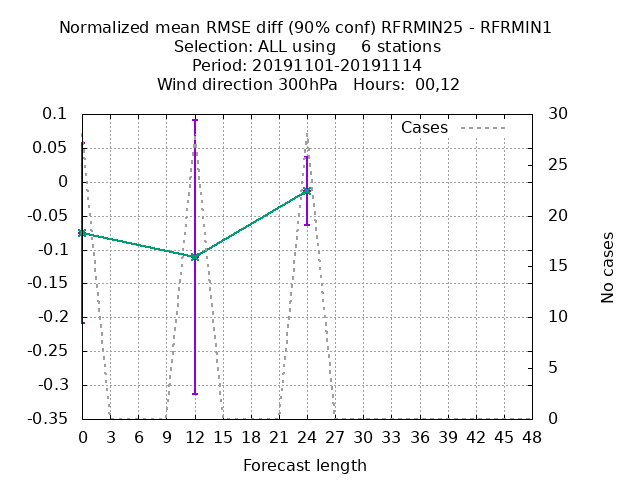 Normalized mean RMSE diff (90% conf) RFRMIN25 - RFRMIN1
Selection: ALL using 6 stations
Period: 20191101-20191114
Wind direction 300hPa Hours: 00,12
Cases
0.1
0.05
0
-0.05
-0.1
-0.15
-0.2
-0.25
-0.3
-0.35
30
25
20
15
10
5
0
No cases
0 3 6 9 12 15 18 21 24 27 30 33 36 39 42 45 48
Forecast length